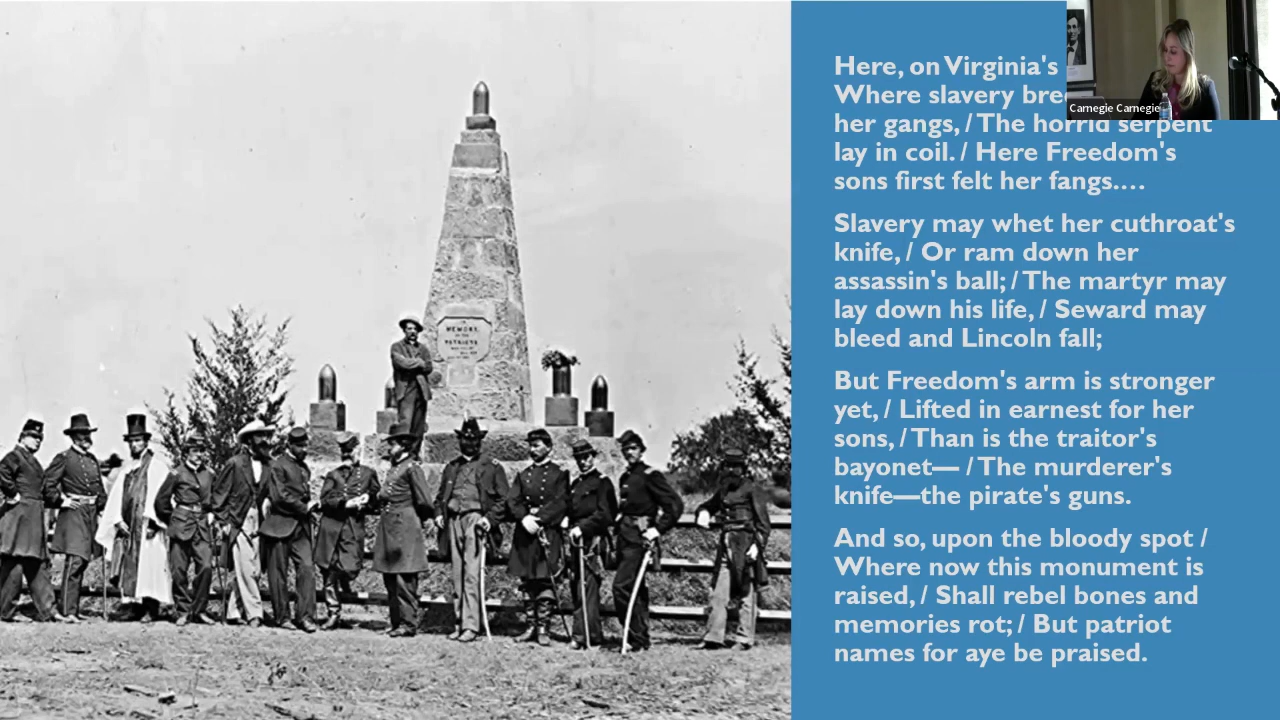 Here, on Virginia's
Where slavery
her gangs, / The horrid serpent
lay in coil. / Here Freedom's
sons first felt her fangs.…
Slavery may whet her cuthroat's
knife, / Or ram down her
assassin's ball; / The martyr may
lay down his life, / Seward may
bleed and Lincoln fall;
But Freedom's arm is stronger
yet, / Lifted in earnest for her
sons, / Than is the traitor's
bayonet— / The murderer's
knife—the pirate's guns.
And so, upon the bloody spot /
Where now this monument is
raised, / Shall rebel bones and
memories rot; / But patriot
names for aye be praised.
Carnegie Carnegie
MEMORY
PATRIOTS